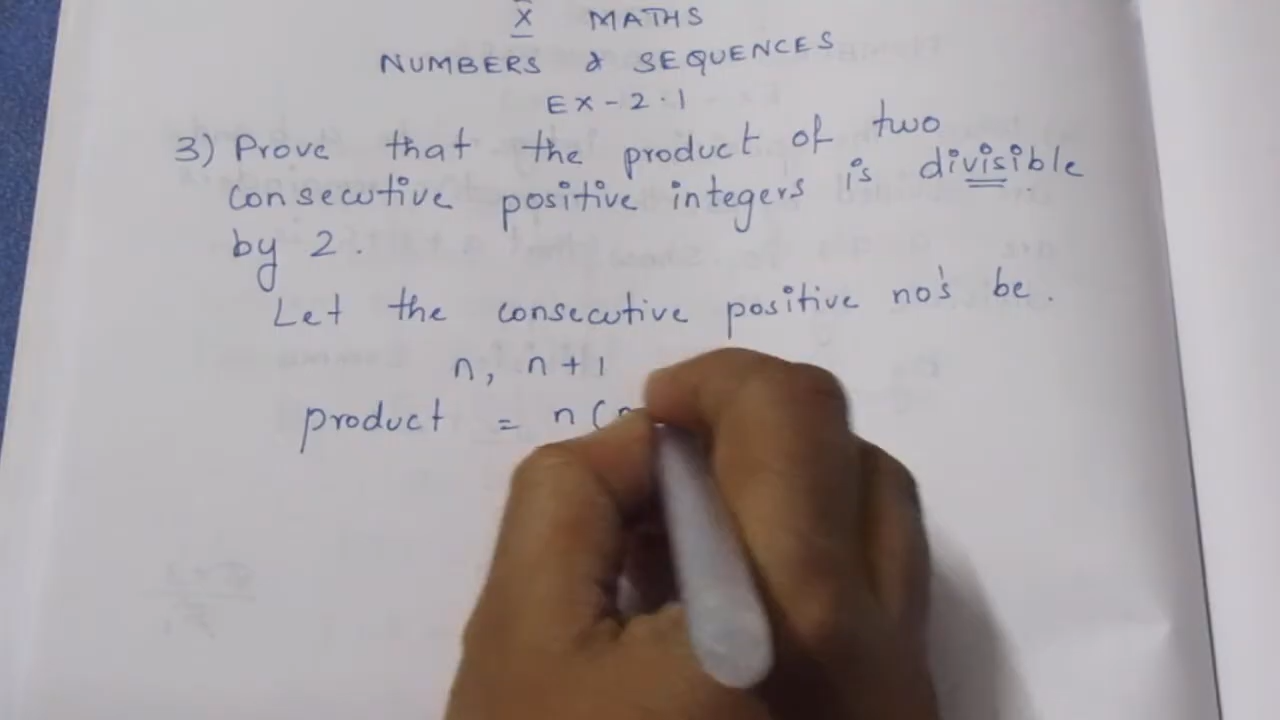 X MATHS
NUMBERS & SEQUENCES
EX-2.1
3) Prove that the product of two
consecutive positive integers is divisible
by 2.
Let the consecutive positive no's be.
n, n+1
product = n(n